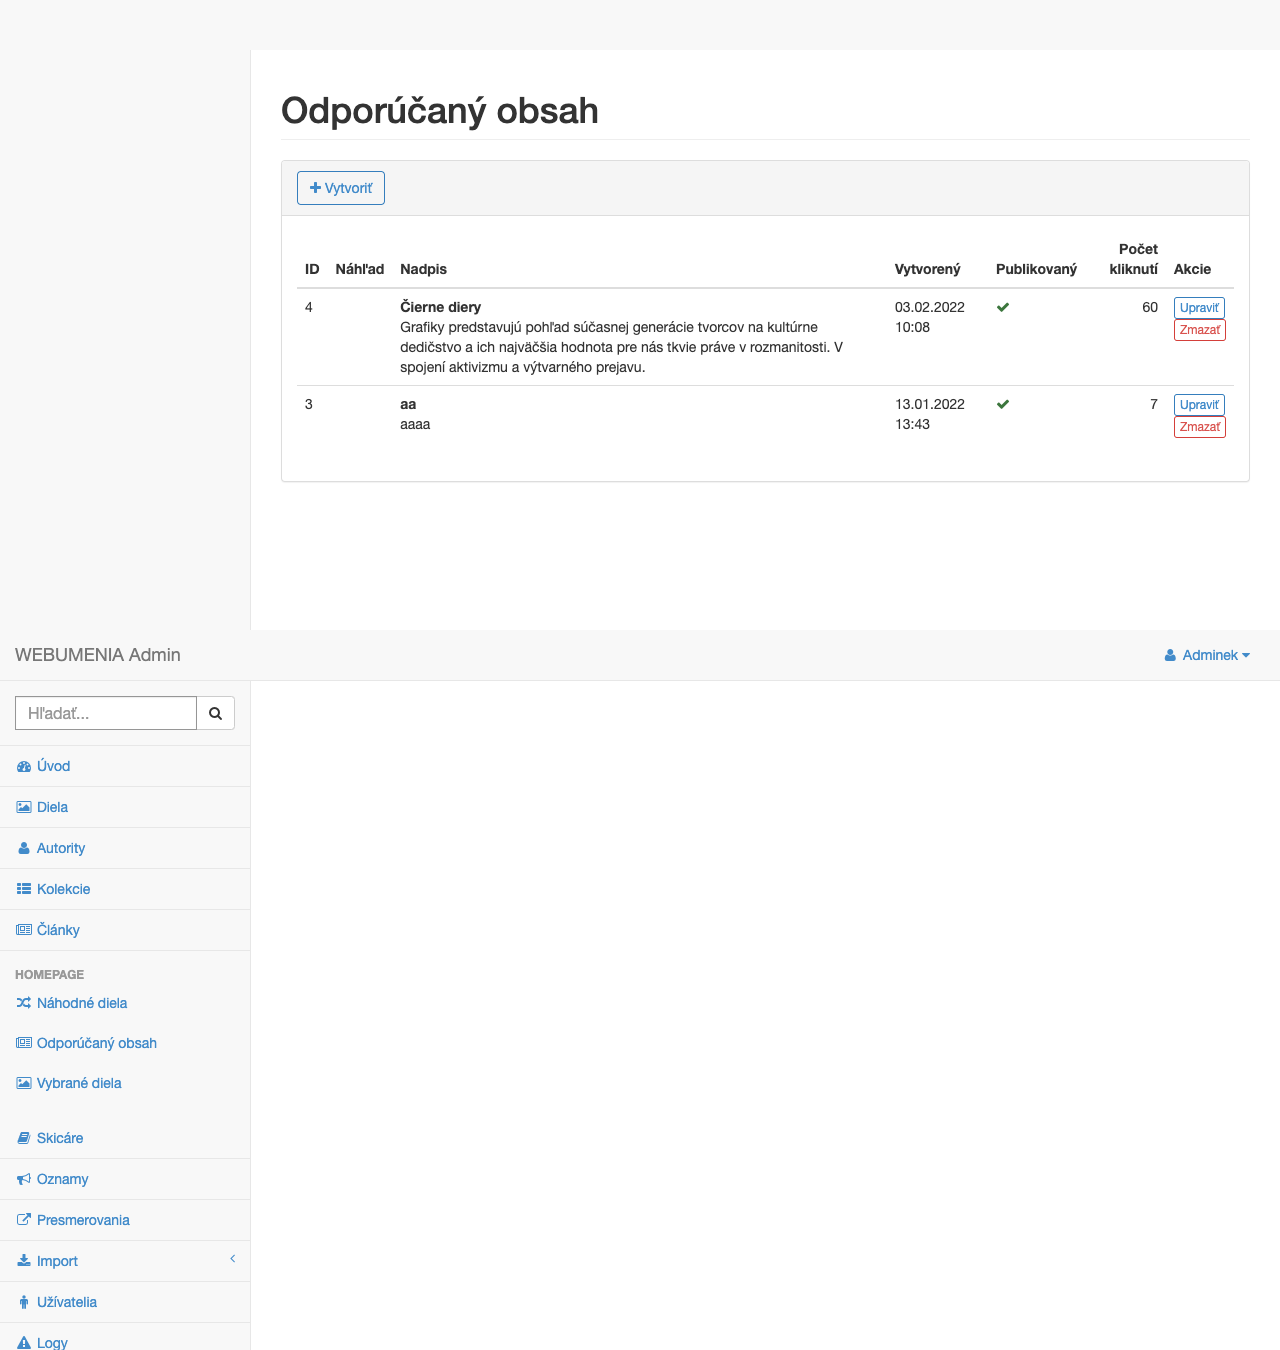 Odporúčaný obsah
Vytvoriť
ID Náhľad Nadpis Vytvorený Publikovaný Počet kliknutí Akcie
4 Čierne diery 03.02.2022 60 Upraviť
Grafiky predstavujú pohľad súčasnej generácie tvorcov na kultúrne 10:08 Zmazať
dedičstvo a ich najväčšia hodnota pre nás tkvie práve v rozmanitosti. V
spojení aktivizmu a výtvarného prejavu.
3 aa 13.01.2022 7 Upraviť
aaaa 13:43 Zmazať
WEBUMENIA Admin Adminek
Hľadať...
Úvod
Diela
Autority
Kolekcie
Články
HOMEPAGE
Náhodné diela
Odporúčaný obsah
Vybrané diela
Skicáre
Oznamy
Presmerovania
Import
Užívatelia
Logy